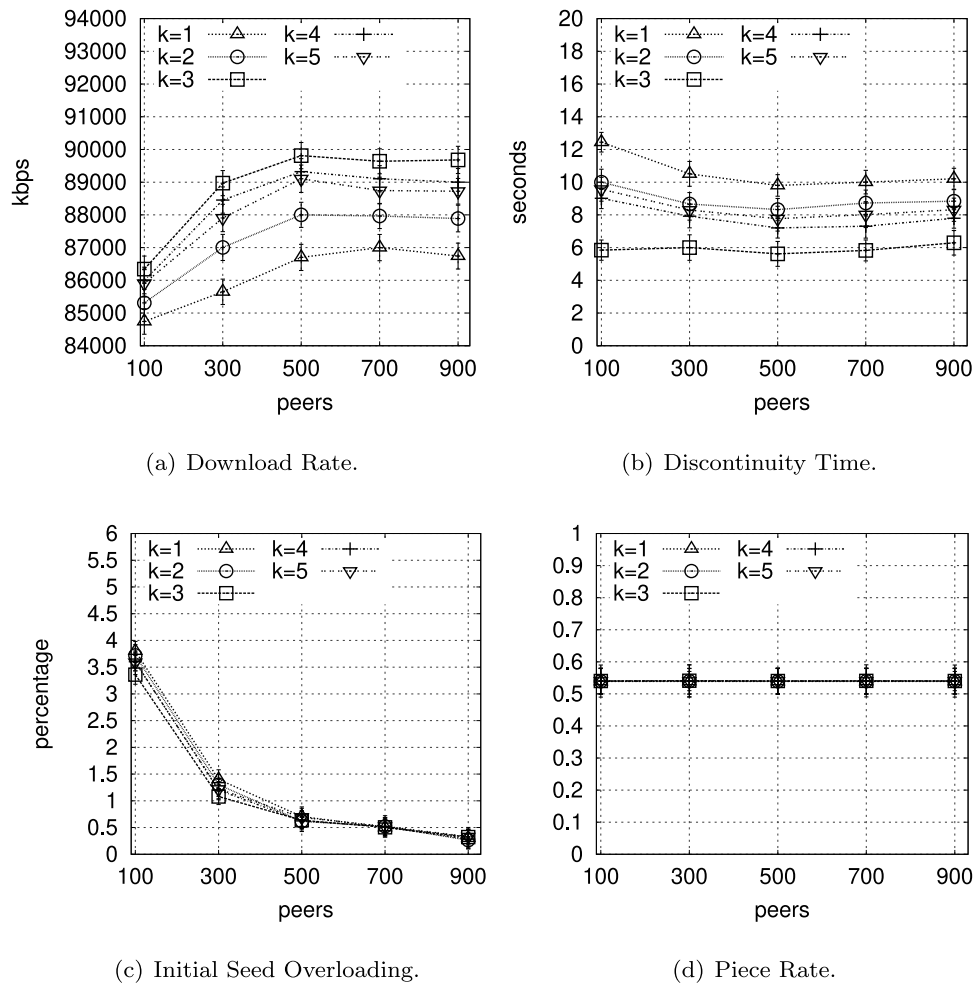 94000
93000
92000
91000
90000
89000
88000
87000
86000
85000
84000
kbps
k=1 k=4
k=2 k=5
k=3
100 300 500 700 900
peers
(a) Download Rate.
20
18
16
14
12
10
8
6
4
2
0
seconds
k=1 k=4
k=2 k=5
k=3
100 300 500 700 900
peers
(b) Discontinuity Time.
6
5.5
5
4.5
4
3.5
3
2.5
2
1.5
1
0.5
0
percentage
k=1 k=4
k=2 k=5
k=3
100 300 500 700 900
peers
(c) Initial Seed Overloading.
1
0.9
0.8
0.7
0.6
0.5
0.4
0.3
0.2
0.1
0
k=1 k=4
k=2 k=5
k=3
100 300 500 700 900
peers
(d) Piece Rate.